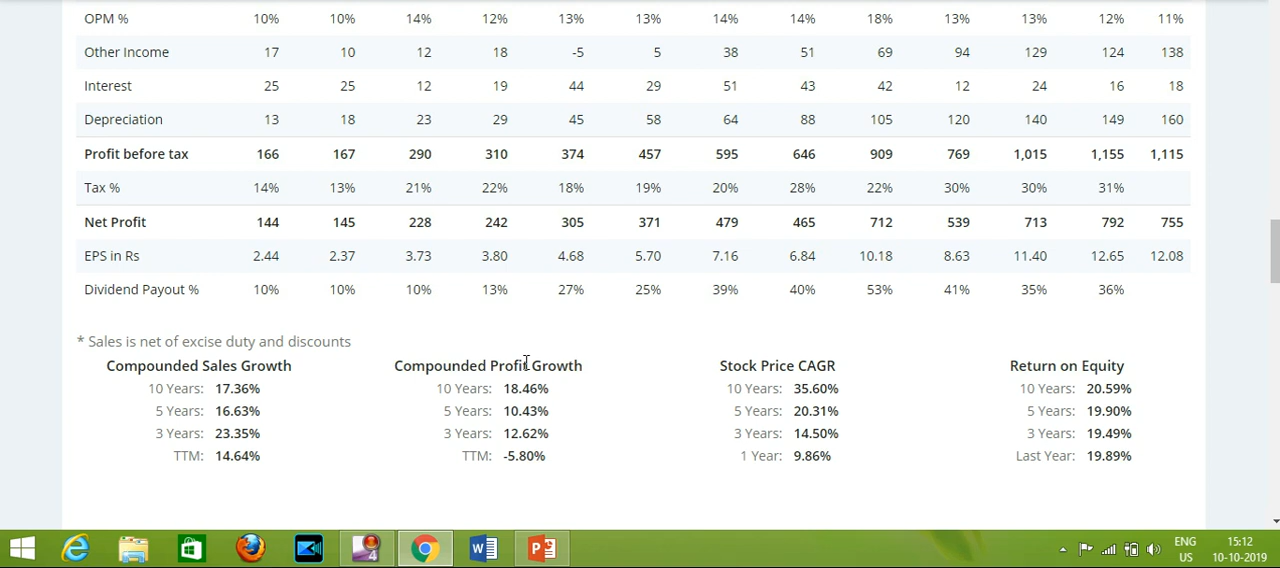 OPM % 10% 10% 14% 12% 13% 13% 14% 14% 18% 13% 13% 12% 11%
Other Income 17 10 12 18 -5 5 38 51 69 94 129 124 138
Interest 25 25 12 19 44 29 51 43 42 12 24 16 18
Depreciation 13 18 23 29 45 58 64 88 105 120 140 149 160
Profit before tax 166 167 290 310 374 457 595 646 909 769 1,015 1,155 1,115
Tax % 14% 13% 21% 22% 18% 19% 20% 28% 22% 30% 30% 31%
Net Profit 144 145 228 242 305 371 479 465 712 539 713 792 755
EPS in Rs 2.44 2.37 3.73 3.80 4.68 5.70 7.16 6.84 10.18 8.63 11.40 12.65 12.08
Dividend Payout % 10% 10% 10% 13% 27% 25% 39% 40% 53% 41% 35% 36%
* Sales is net of excise duty and discounts
Compounded Sales Growth Compounded Profit Growth Stock Price CAGR Return on Equity
10 Years: 17.36% 10 Years: 18.46% 10 Years: 35.60% 10 Years: 20.59%
5 Years: 16.63% 5 Years: 10.43% 5 Years: 20.31% 5 Years: 19.90%
3 Years: 23.35% 3 Years: 12.62% 3 Years: 14.50% 3 Years: 19.49%
TTM: 14.64% TTM: -5.80% 1 Year: 9.86% Last Year: 19.89%
ENG 15:12
US 10-10-2019